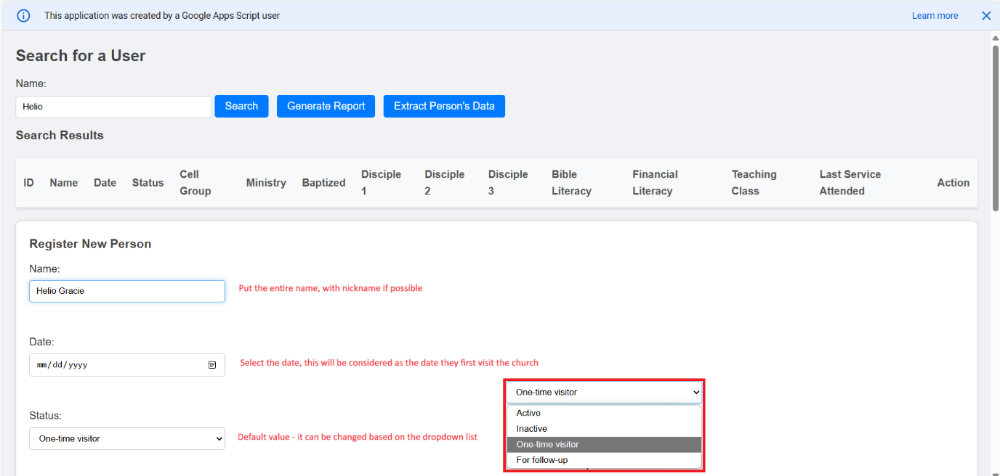 This application was created by a Google Apps Script user
Learn more
Search for a User
Name:
Helio
Search
Generate Report
Extract Person's Data
Search Results
ID Name Date Status Cell Group Ministry Baptized Disciple 1 Disciple 2 Disciple 3 Bible Literacy Financial Literacy Teaching Class Last Service Attended Action
Register New Person
Name:
Helio Gracie
Put the entire name, with nickname if possible
Date:
mm/dd/yyyy
Select the date, this will be considered as the date they first visit the church
Status:
One-time visitor
Default value - it can be changed based on the dropdown list
One-time visitor
Active
Inactive
One-time visitor
For follow-up